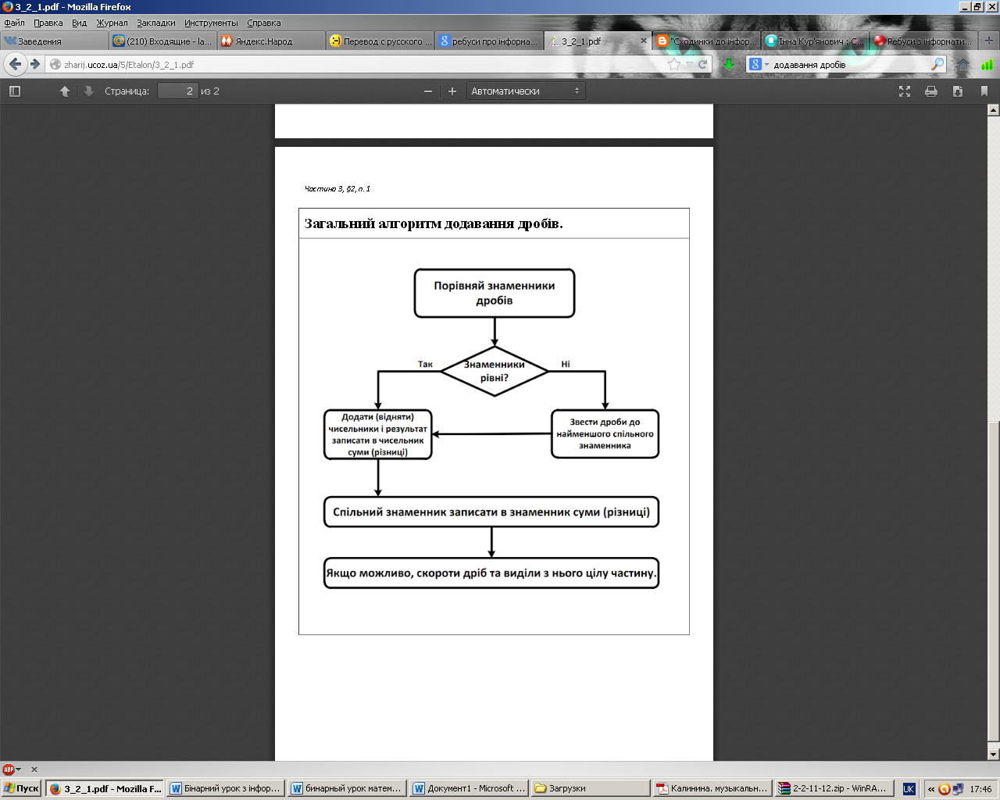 3_2_1.pdf - Mozilla Firefox
Файл Правка Вид Журнал Закладки Инструменты Справка
Заведения
(210) Входящие - la...
Яндекс.Народ
Перевод с русского ...
ребуси про інформа...
3_2_1.pdf
"Сходинки до інфор...
Інна Кур'янович : С...
Ребуси з інформати...
zharij.ucoz.ua/5/Etalon/3_2_1.pdf
додавання дробів
Страница: 2 из 2
Автоматически
Частина 3, §2, п.1
Загальний алгоритм додавання дробів.
Порівняй знаменники
дробів
Так
Знаменники
рівні?
Ні
Додати (відняти)
чисельники і результат
записати в чисельник
суми (різниці)
Звести дроби до
найменшого спільного
знаменника
Спільний знаменник записати в знаменник суми (різниці)
Якщо можливо, скороти дріб та виділи з нього цілу частину.
ABP
Пуск
3_2_1.pdf - Mozilla F...
Бінарний урок з інфор...
бинарный урок матем...
Документ1 - Microsoft ...
Загрузки
Калинина. музыкальн...
2-2-11-12.zip - WinRA...
UK
17:46